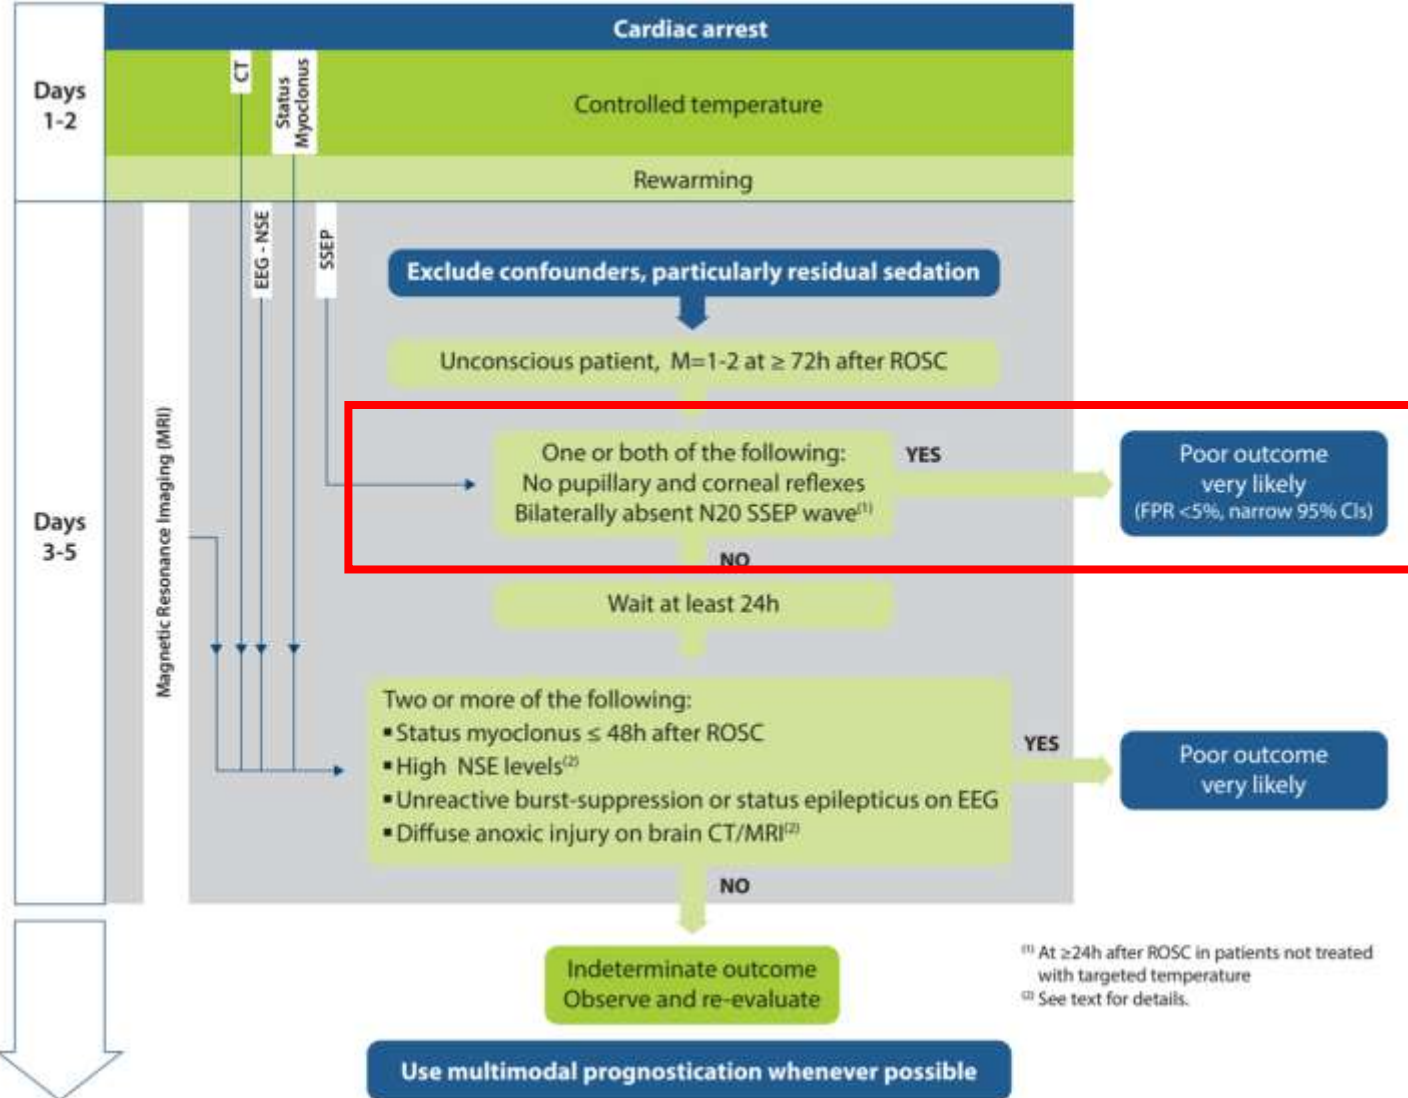 Cardiac arrest
Days
1-2
CT
Status
Myoclonus
Controlled temperature
Rewarming
Days
3-5
Magnetic Resonance Imaging (MRI)
EEG - NSE
SSEP
Exclude confounders, particularly residual sedation
Unconscious patient, M=1-2 at ≥ 72h after ROSC
One or both of the following:
No pupillary and corneal reflexes
Bilaterally absent N20 SSEP wave(1)
YES
Poor outcome
very likely
(FPR <5%, narrow 95% CIs)
NO
Wait at least 24h
Two or more of the following:
▪ Status myoclonus ≤ 48h after ROSC
▪ High NSE levels(2)
▪ Unreactive burst-suppression or status epilepticus on EEG
▪ Diffuse anoxic injury on brain CT/MRI(2)
YES
Poor outcome
very likely
NO
Indeterminate outcome
Observe and re-evaluate
(1) At ≥24h after ROSC in patients not treated
with targeted temperature
(2) See text for details.
Use multimodal prognostication whenever possible